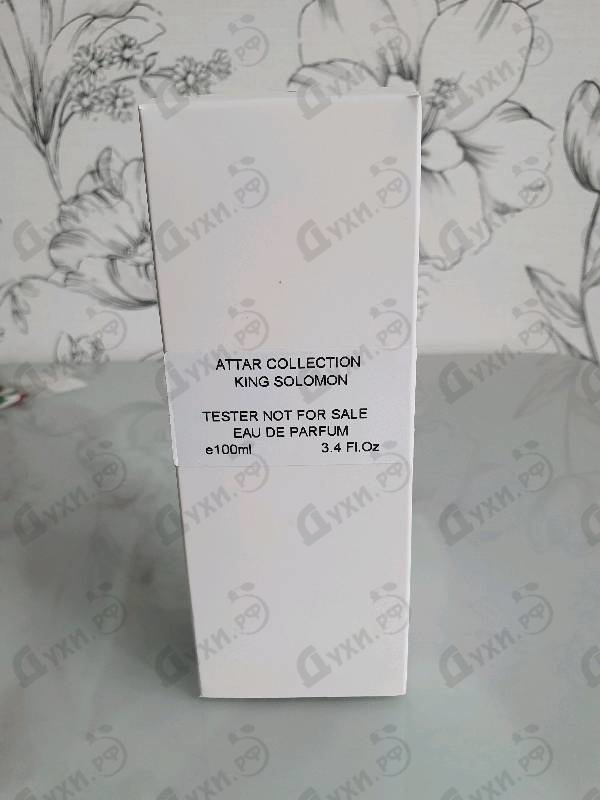 ATTAR COLLECTION
KING SOLOMON
TESTER NOT FOR SALE
EAU DE PARFUM
e100ml 3.4 Fl.Oz
Духи.рф